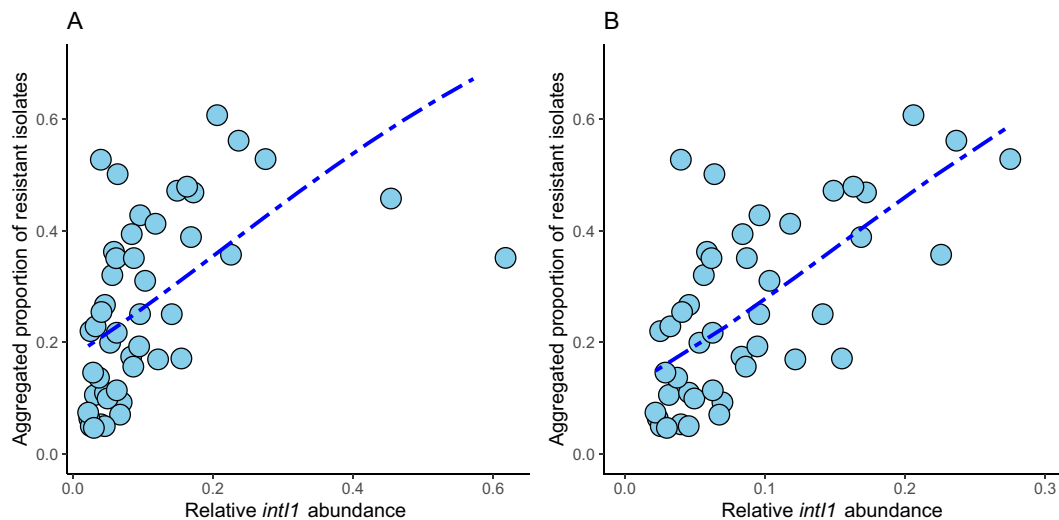 A
Aggregated proportion of resistant isolates
0.6
0.4
0.2
0.0
0.0 0.2 0.4 0.6
Relative intI1 abundance
B
Aggregated proportion of resistant isolates
0.6
0.4
0.2
0.0
0.0 0.1 0.2 0.3
Relative intI1 abundance